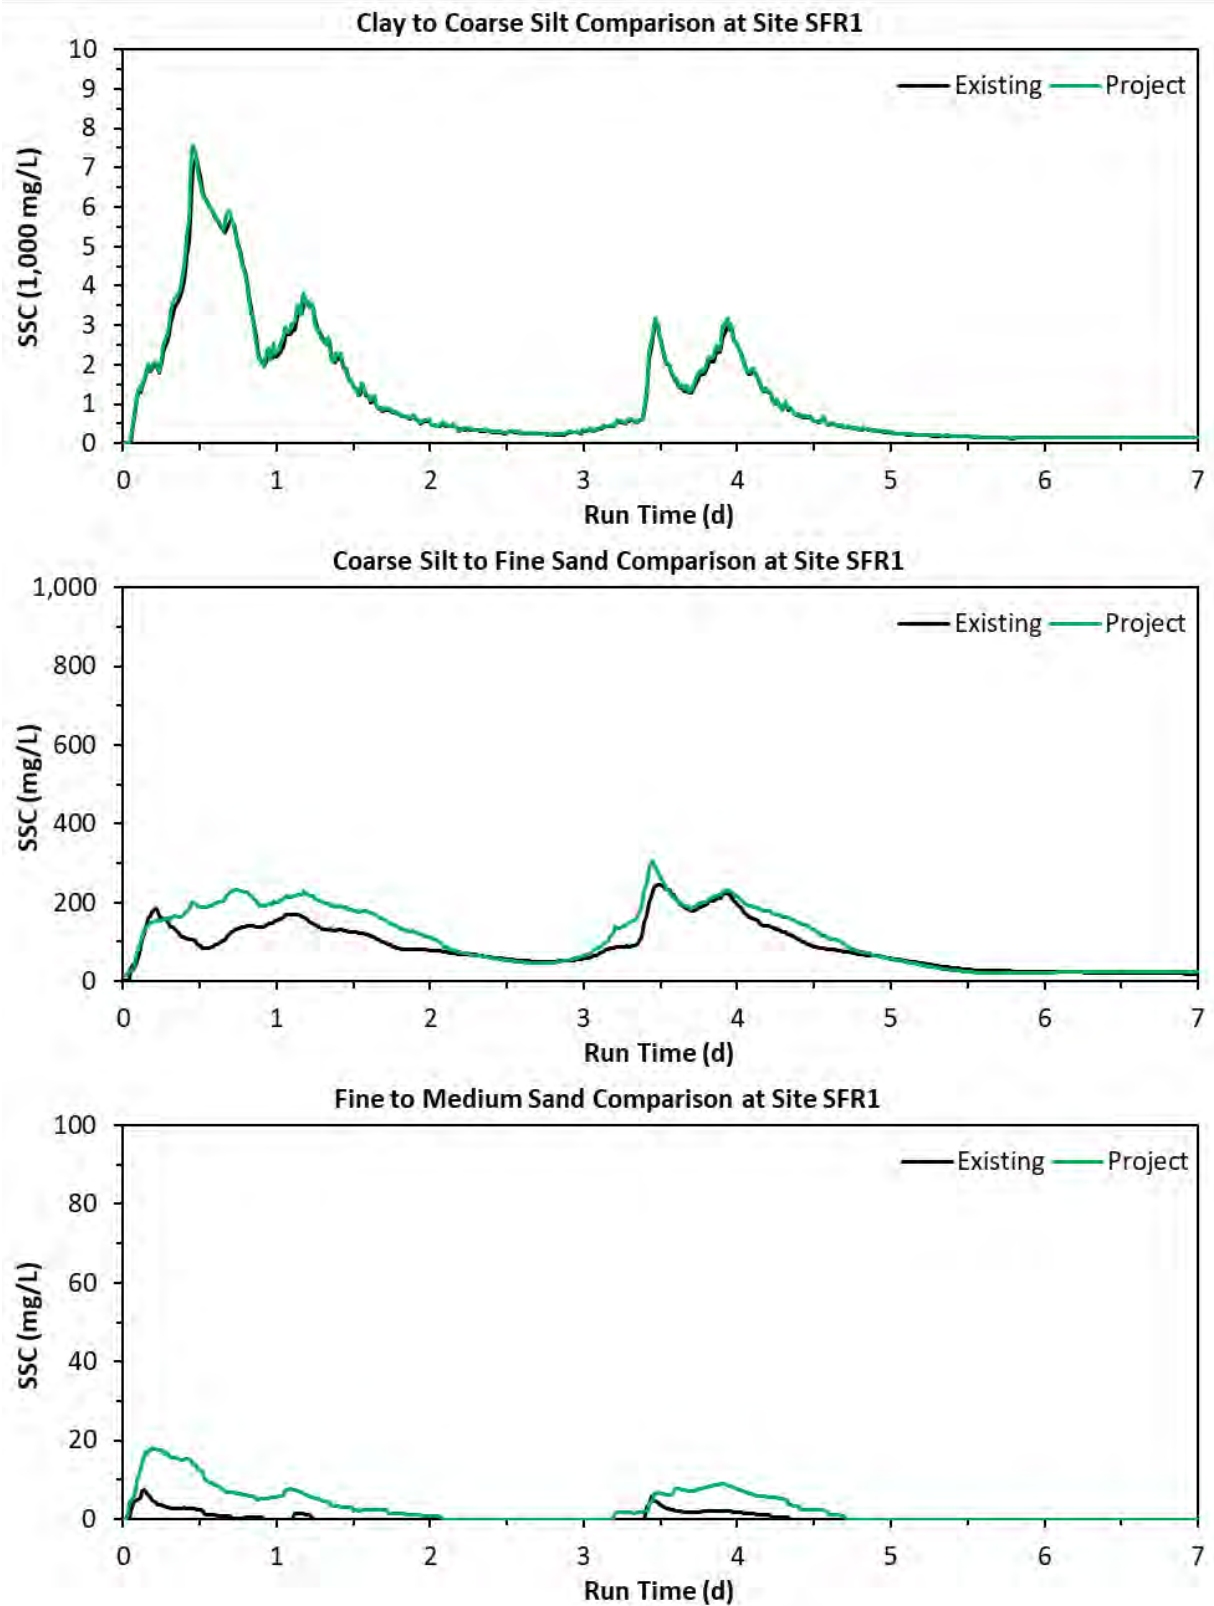 Clay to Coarse Silt Comparison at Site SFR1
10
9
8
7
6
5
4
3
2
1
0
SSC (1,000 mg/L)
Existing Project
0 1 2 3 4 5 6 7
Run Time (d)
Coarse Silt to Fine Sand Comparison at Site SFR1
1,000
800
600
400
200
0
SSC (mg/L)
Existing Project
0 1 2 3 4 5 6 7
Run Time (d)
Fine to Medium Sand Comparison at Site SFR1
100
80
60
40
20
0
SSC (mg/L)
Existing Project
0 1 2 3 4 5 6 7
Run Time (d)